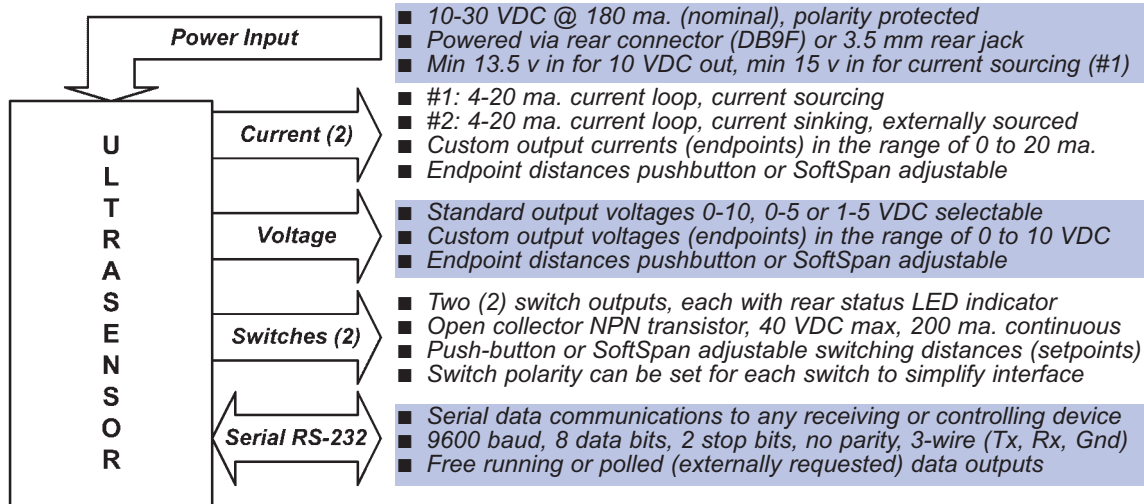 Power Input
■ 10-30 VDC @ 180 ma. (nominal), polarity protected
■ Powered via rear connector (DB9F) or 3.5 mm rear jack
■ Min 13.5 v in for 10 VDC out, min 15 v in for current sourcing (#1)
ULTRASENSOR
Current (2)
■ #1: 4-20 ma. current loop, current sourcing
■ #2: 4-20 ma. current loop, current sinking, externally sourced
■ Custom output currents (endpoints) in the range of 0 to 20 ma.
■ Endpoint distances pushbutton or SoftSpan adjustable
Voltage
■ Standard output voltages 0-10, 0-5 or 1-5 VDC selectable
■ Custom output voltages (endpoints) in the range of 0 to 10 VDC
■ Endpoint distances pushbutton or SoftSpan adjustable
Switches (2)
■ Two (2) switch outputs, each with rear status LED indicator
■ Open collector NPN transistor, 40 VDC max, 200 ma. continuous
■ Push-button or SoftSpan adjustable switching distances (setpoints)
■ Switch polarity can be set for each switch to simplify interface
Serial RS-232
■ Serial data communications to any receiving or controlling device
■ 9600 baud, 8 data bits, 2 stop bits, no parity, 3-wire (Tx, Rx, Gnd)
■ Free running or polled (externally requested) data outputs